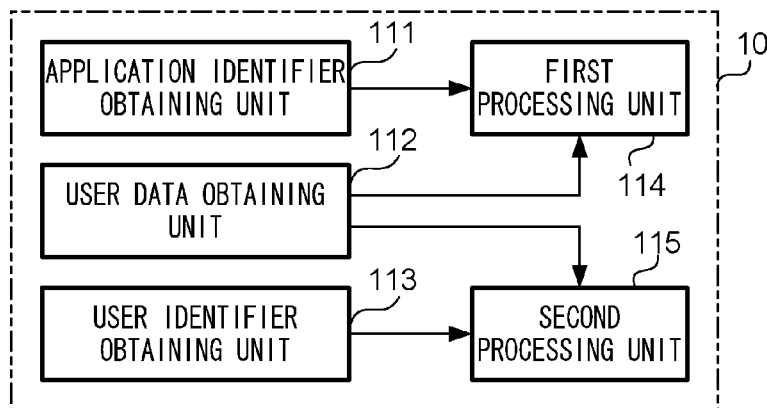 111
APPLICATION IDENTIFIER
OBTAINING UNIT
FIRST
PROCESSING UNIT
10
114
112
USER DATA OBTAINING
UNIT
115
113
USER IDENTIFIER
OBTAINING UNIT
SECOND
PROCESSING UNIT